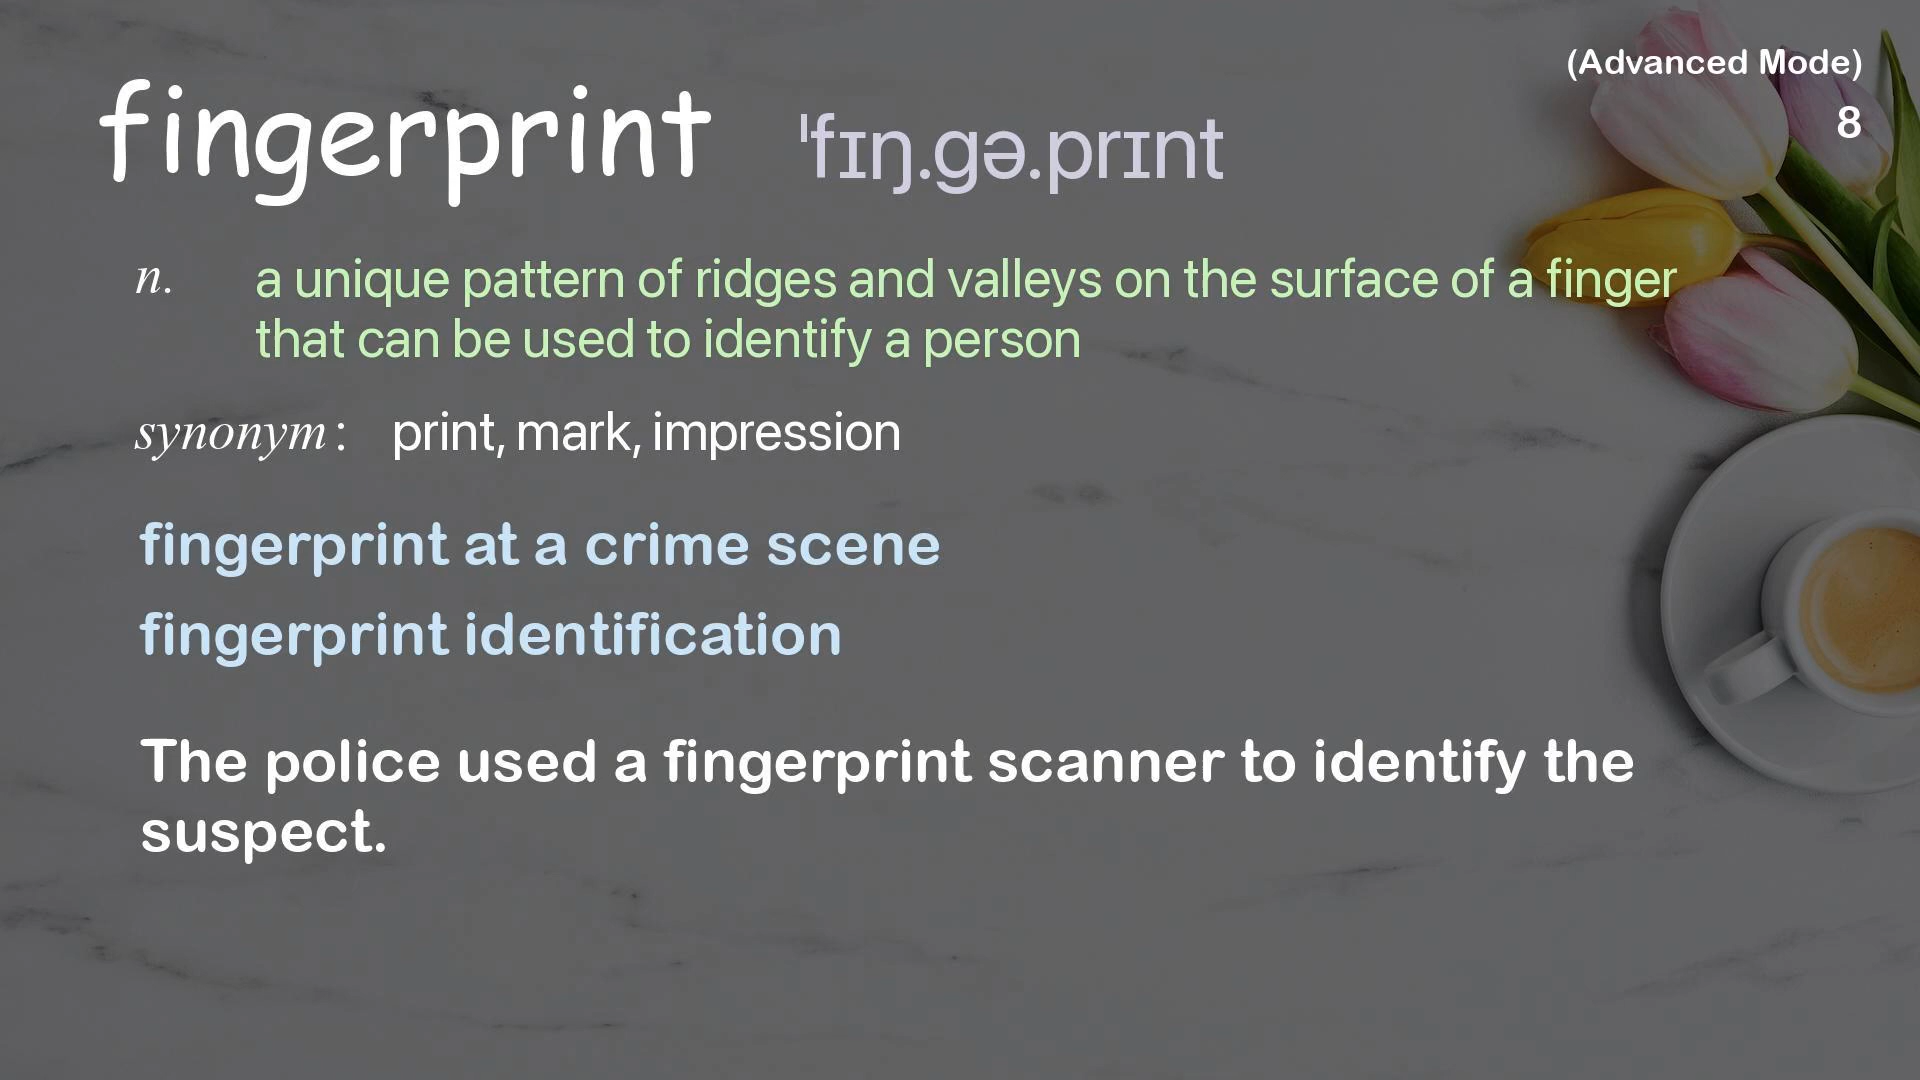 (Advanced Mode)
fingerprint ˈfɪŋ.gə.prɪnt
8
n. a unique pattern of ridges and valleys on the surface of a finger
that can be used to identify a person
synonym: print, mark, impression
fingerprint at a crime scene
fingerprint identification
The police used a fingerprint scanner to identify the
suspect.